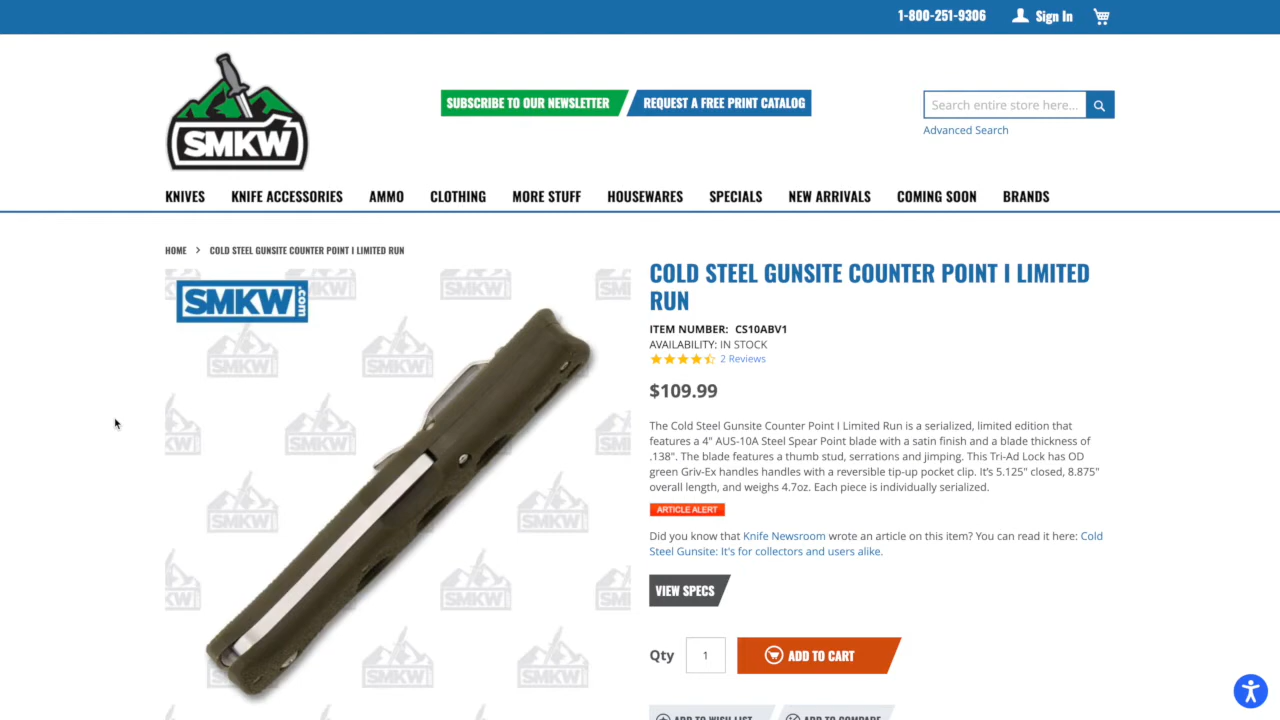 1-800-251-9306 Sign In
SMKW
SUBSCRIBE TO OUR NEWSLETTER REQUEST A FREE PRINT CATALOG
Search entire store here...
Advanced Search
KNIVES KNIFE ACCESSORIES AMMO CLOTHING MORE STUFF HOUSEWARES SPECIALS NEW ARRIVALS COMING SOON BRANDS
HOME > COLD STEEL GUNSITE COUNTER POINT I LIMITED RUN
SMKW.com
COLD STEEL GUNSITE COUNTER POINT I LIMITED
RUN
ITEM NUMBER: CS10ABV1
AVAILABILITY: IN STOCK
2 Reviews
$109.99
The Cold Steel Gunsite Counter Point I Limited Run is a serialized, limited edition that
features a 4" AUS-10A Steel Spear Point blade with a satin finish and a blade thickness of
.138". The blade features a thumb stud, serrations and jimping. This Tri-Ad Lock has OD
green Griv-Ex handles handles with a reversible tip-up pocket clip. It's 5.125" closed, 8.875"
overall length, and weighs 4.7oz. Each piece is individually serialized.
ARTICLE ALERT
Did you know that Knife Newsroom wrote an article on this item? You can read it here: Cold
Steel Gunsite: It's for collectors and users alike.
VIEW SPECS
Qty 1 ADD TO CART
ADD TO WISH LIST ADD TO COMPARE